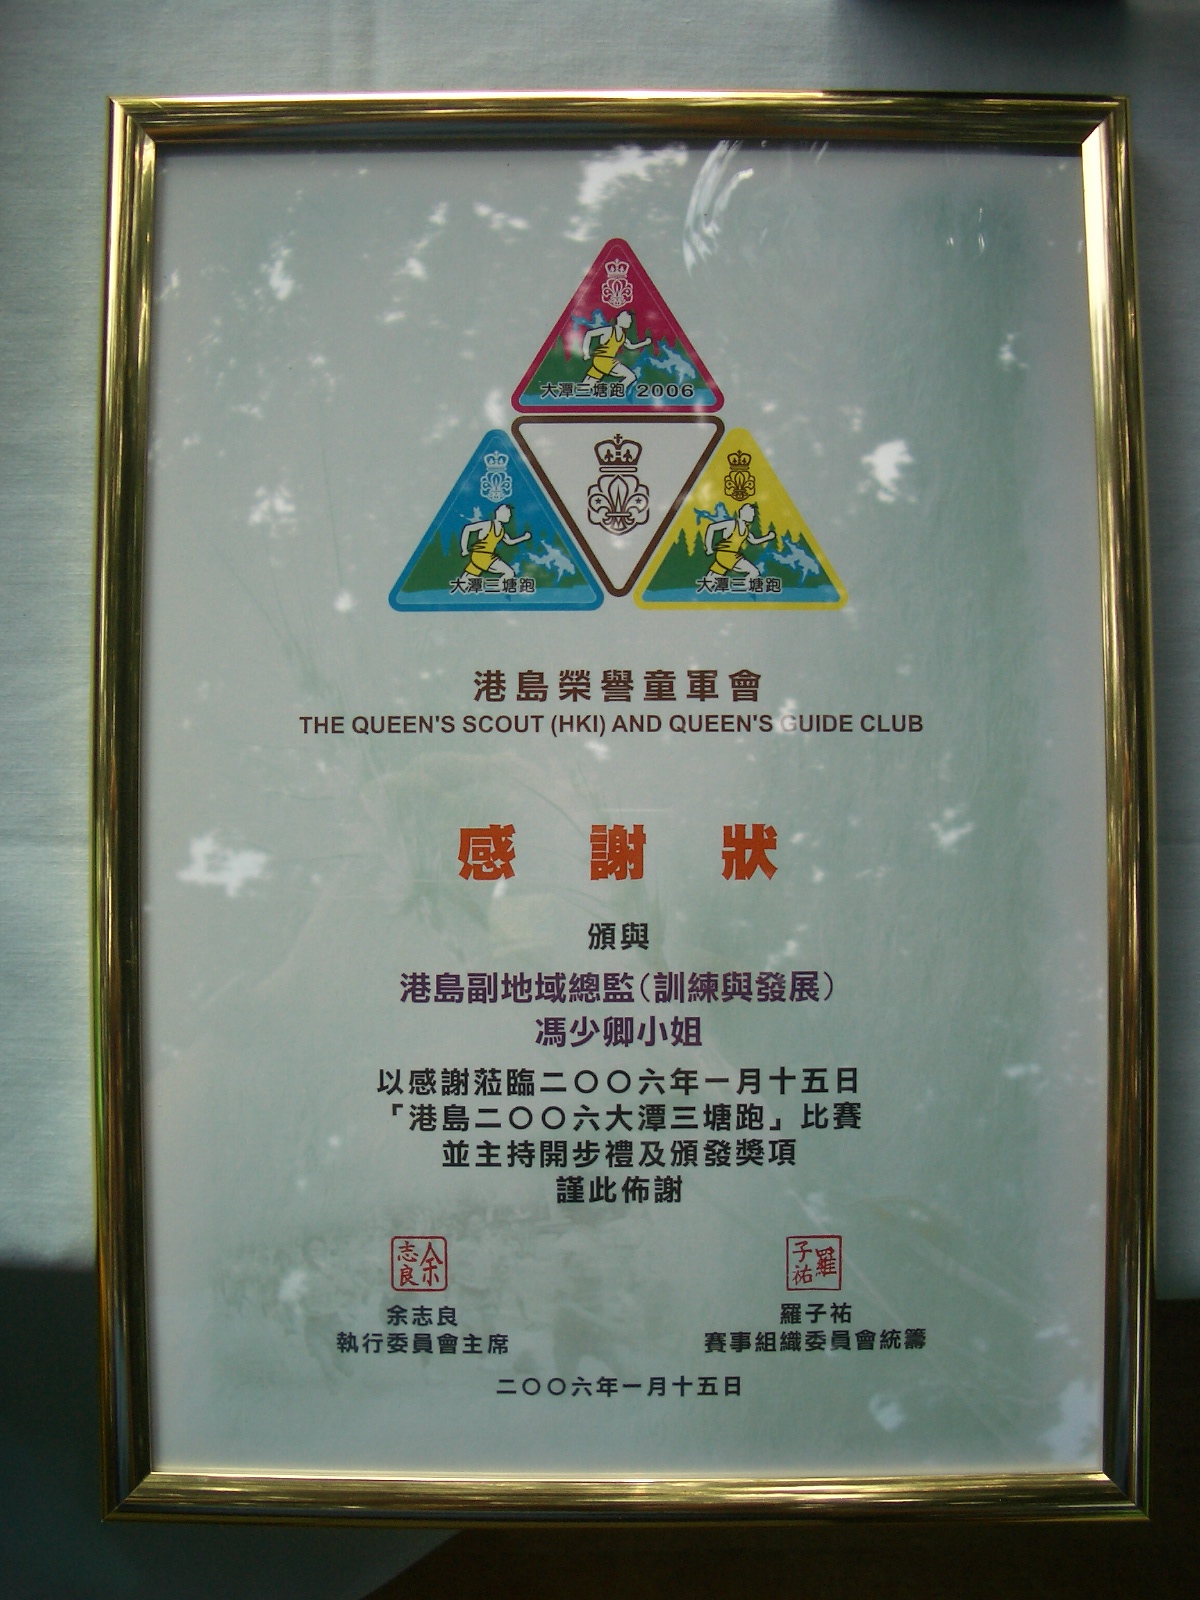 大潭三塘跑 2006
大潭三塘跑
大潭三塘跑
港島榮譽童軍會
THE QUEEN'S SCOUT (HKI) AND QUEEN'S GUIDE CLUB
感謝狀
頒與
港島副地域總監（訓練與發展）
馮少卿小姐
以感謝蒞臨二〇〇六年一月十五日
「港島二〇〇六大潭三塘跑」比賽
並主持開步禮及頒發獎項
謹此佈謝
余志良
羅子祐
余志良
羅子祐
執行委員會主席
賽事組織委員會統籌
二〇〇六年一月十五日